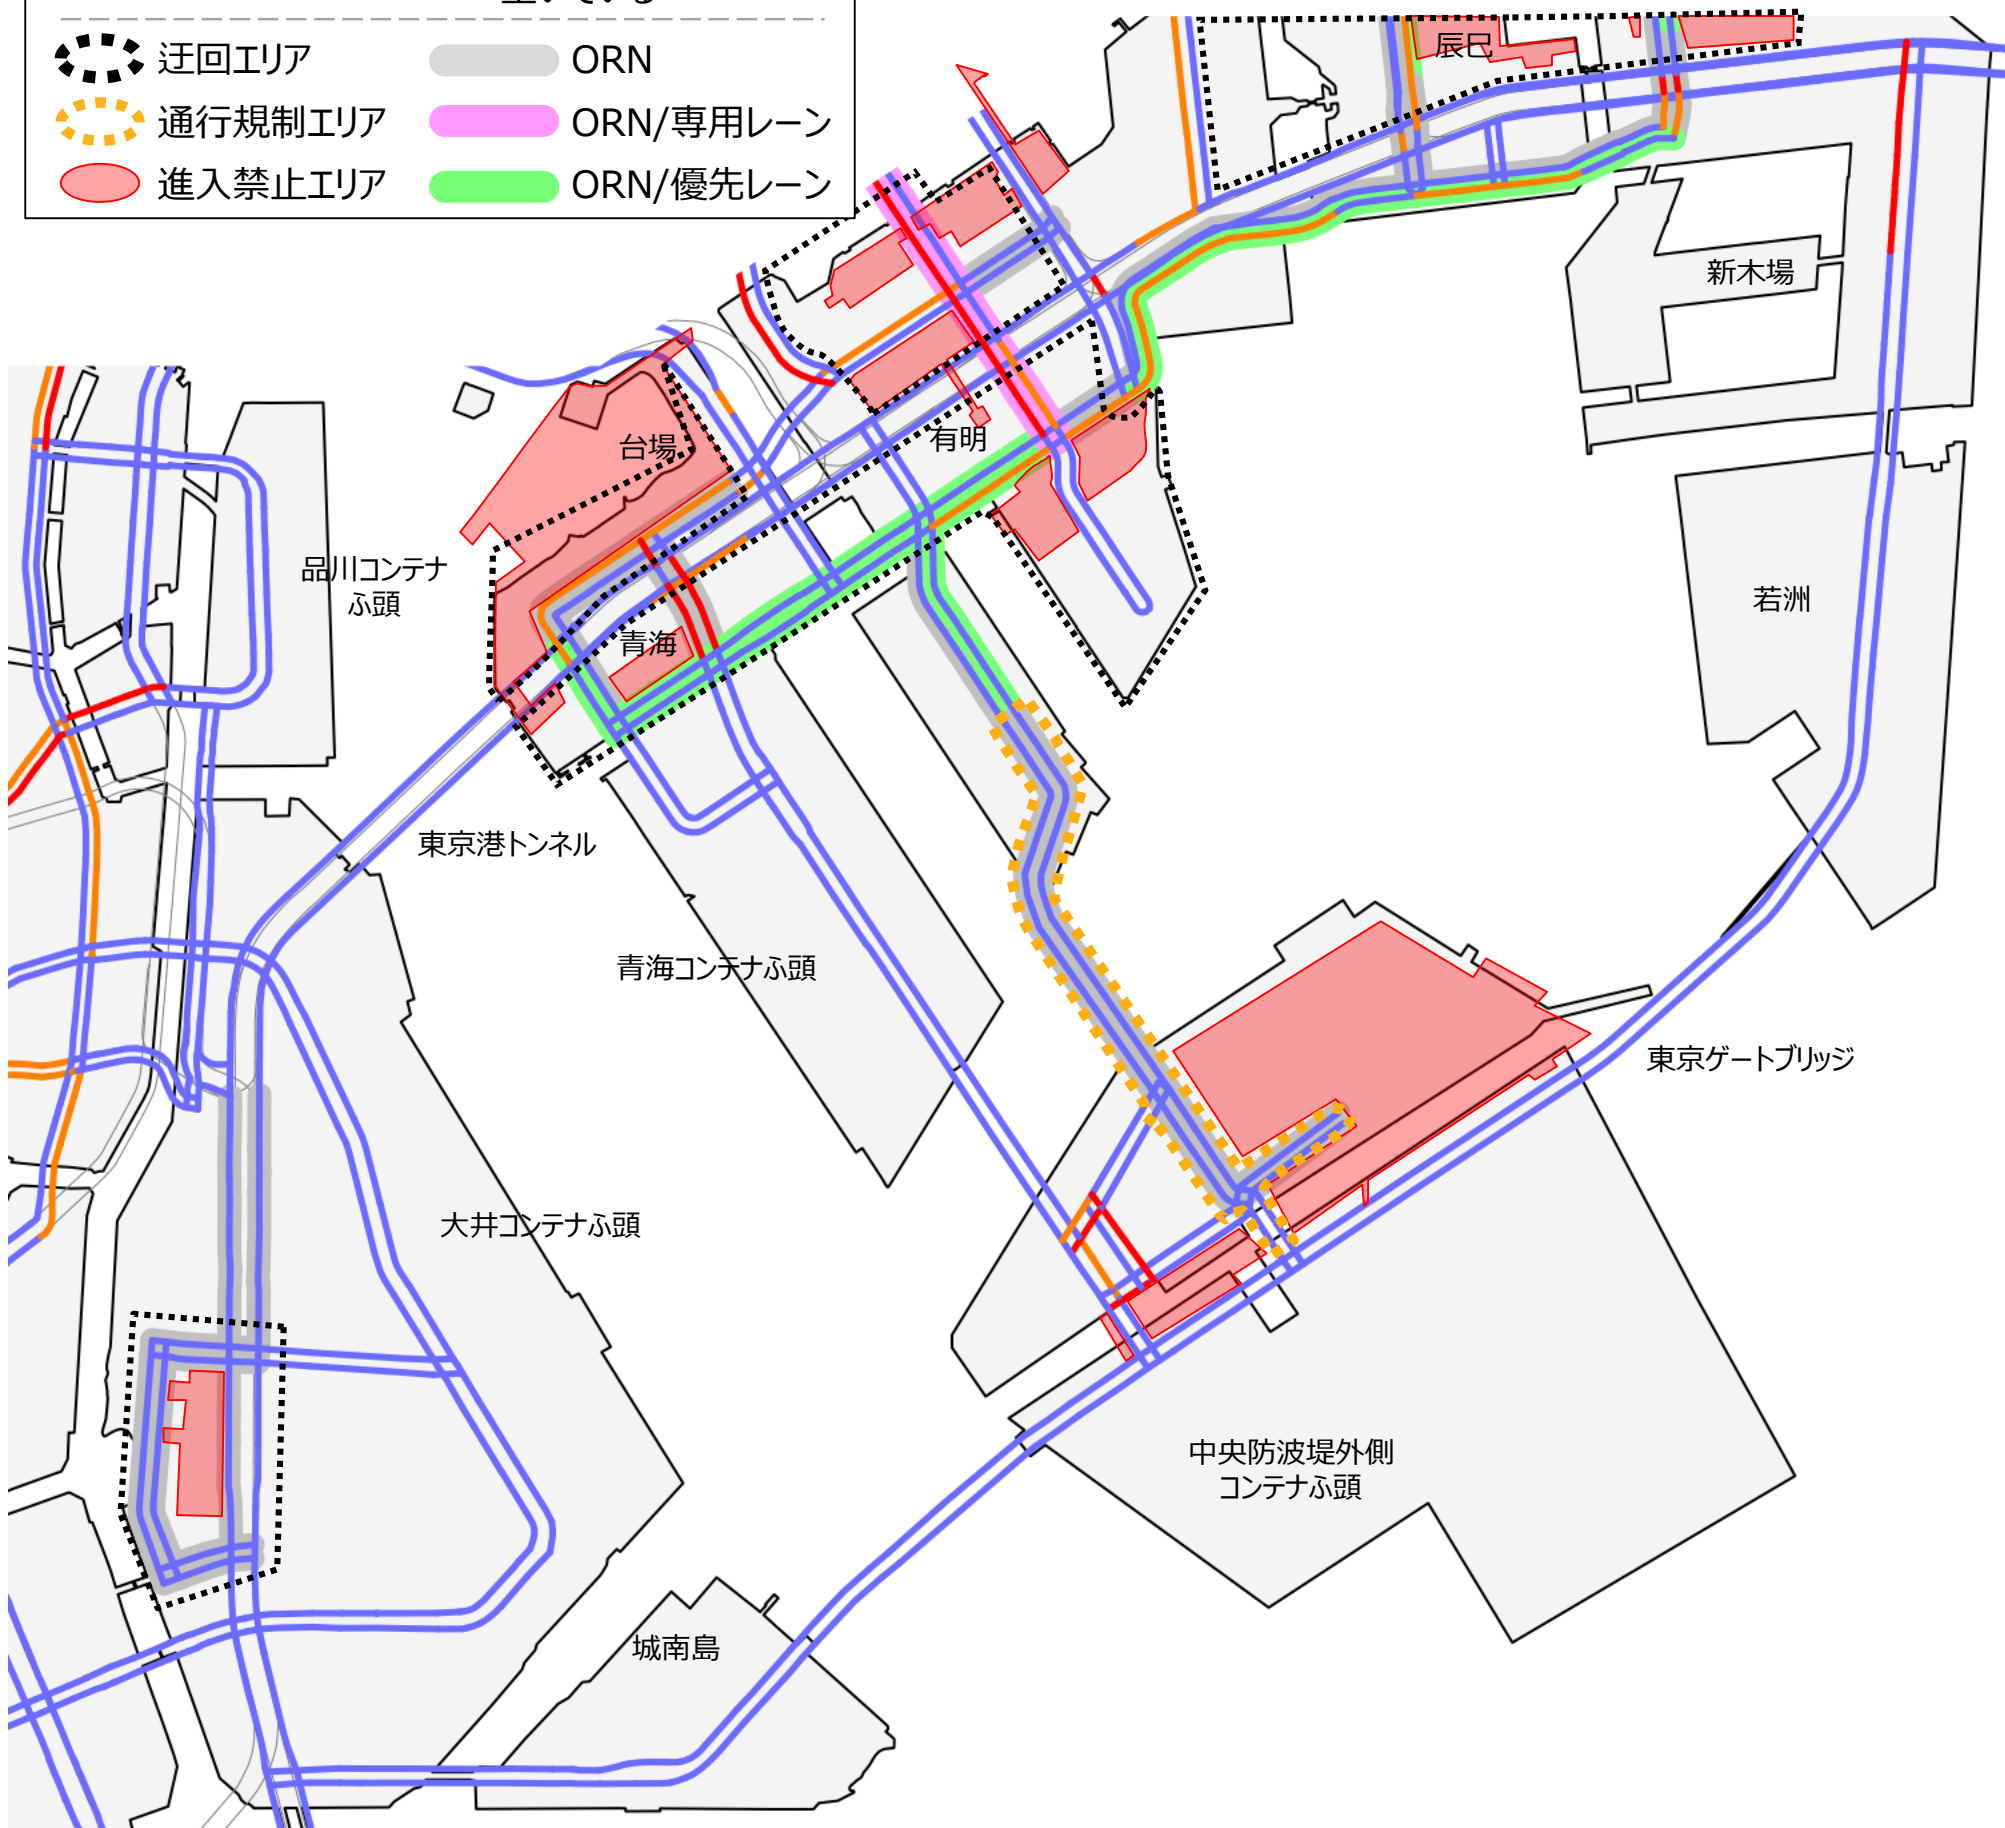 空いている
迂回エリア
ORN
通行規制エリア
ORN/専用レーン
進入禁止エリア
ORN/優先レーン
辰巳
新木場
有明
台場
品川コンテナ
ふ頭
若洲
青海
東京港トンネル
青海コンテナふ頭
東京ゲートブリッジ
大井コンテナふ頭
中央防波堤外側
コンテナふ頭
城南島